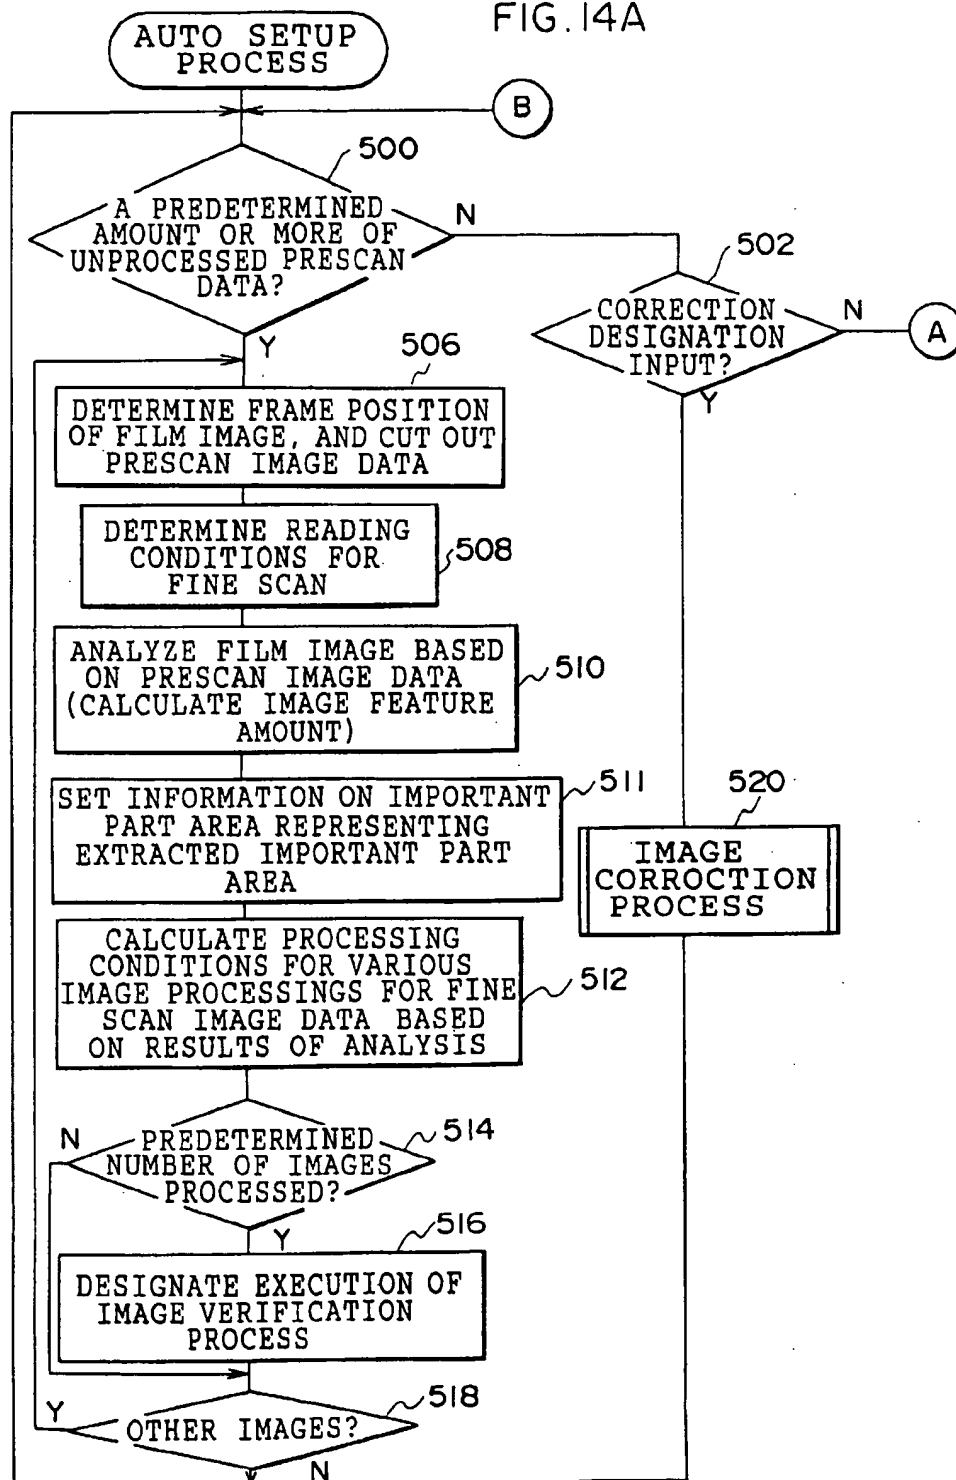 FIG.14A
AUTO SETUP
PROCESS
B
500
A PREDETERMINED
AMOUNT OR MORE OF
UNPROCESSED PRESCAN
DATA?
N
Y
502
CORRECTION
DESIGNATION
INPUT?
N
A
Y
506
DETERMINE FRAME POSITION
OF FILM IMAGE, AND CUT OUT
PRESCAN IMAGE DATA
DETERMINE READING
CONDITIONS FOR
FINE SCAN
508
ANALYZE FILM IMAGE BASED
ON PRESCAN IMAGE DATA
(CALCULATE IMAGE FEATURE
AMOUNT)
510
SET INFORMATION ON IMPORTANT
PART AREA REPRESENTING
EXTRACTED IMPORTANT PART
AREA
511
520
IMAGE
CORROCTION
PROCESS
CALCULATE PROCESSING
CONDITIONS FOR VARIOUS
IMAGE PROCESSINGS FOR FINE
SCAN IMAGE DATA BASED
ON RESULTS OF ANALYSIS
512
N
PREDETERMINED
NUMBER OF IMAGES
PROCESSED?
514
Y
516
DESIGNATE EXECUTION OF
IMAGE VERIFICATION
PROCESS
Y
OTHER IMAGES?
518
N